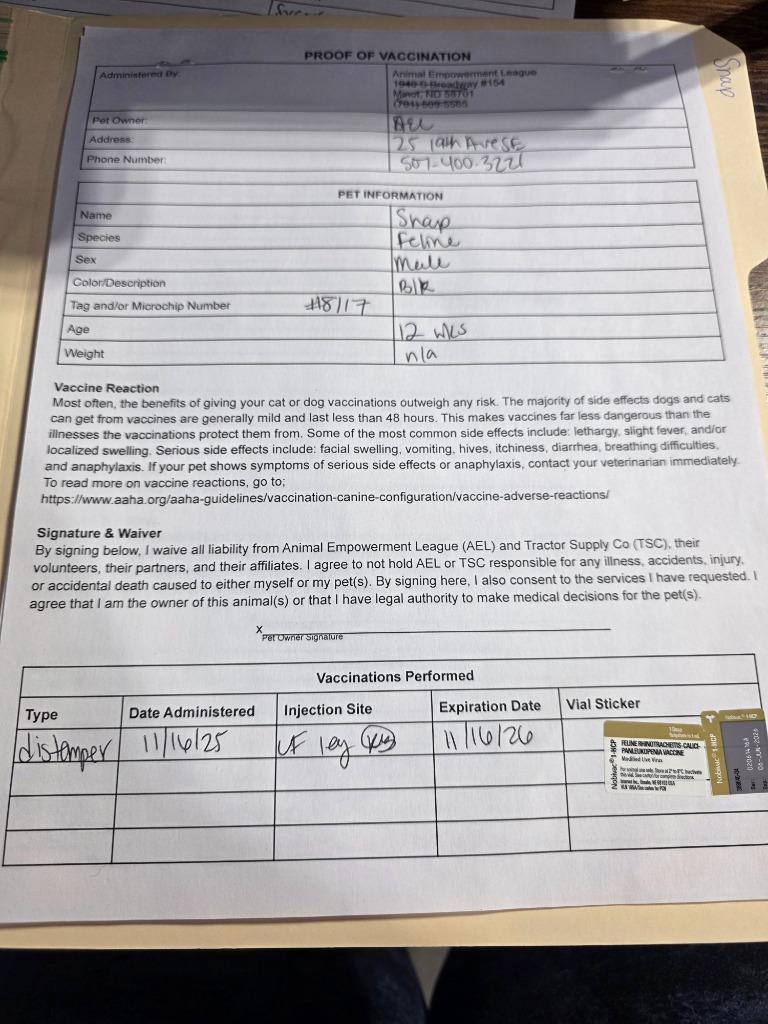 Snap
PROOF OF VACCINATION
Administered By:
Animal Empowerment League
1940 S Broadway #154
Minot, ND 58701
Pet Owner: AEL
Address: 25 19th Ave SE
Phone Number: 507-400-3221
PET INFORMATION
Name Snap
Species Feline
Sex Male
Color/Description Blk
Tag and/or Microchip Number #8117
Age 12 wks
Weight n/a
Vaccine Reaction
Most often, the benefits of giving your cat or dog vaccinations outweigh any risk. The majority of side effects dogs and cats
can get from vaccines are generally mild and last less than 48 hours. This makes vaccines far less dangerous than the
illnesses the vaccinations protect them from. Some of the most common side effects include: lethargy, slight fever, and/or
localized swelling. Serious side effects include: facial swelling, vomiting, hives, itchiness, diarrhea, breathing difficulties,
and anaphylaxis. If your pet shows symptoms of serious side effects or anaphylaxis, contact your veterinarian immediately.
To read more on vaccine reactions, go to;
https://www.aaha.org/aaha-guidelines/vaccination-canine-configuration/vaccine-adverse-reactions/
Signature & Waiver
By signing below, I waive all liability from Animal Empowerment League (AEL) and Tractor Supply Co (TSC), their
volunteers, their partners, and their affiliates. I agree to not hold AEL or TSC responsible for any illness, accidents, injury,
or accidental death caused to either myself or my pet(s). By signing here, I also consent to the services I have requested. I
agree that I am the owner of this animal(s) or that I have legal authority to make medical decisions for the pet(s).
X
Pet Owner Signature
Vaccinations Performed
Type Date Administered Injection Site Expiration Date Vial Sticker
distemper 11/16/25 leg 11/16/26
Nobivac® 1-HCP
1 Dose
FELINE RHINOTRACHEITIS-CALICI-
PANLEUKOPENIA VACCINE
Modified Live Virus
Nobivac® 1-HCP